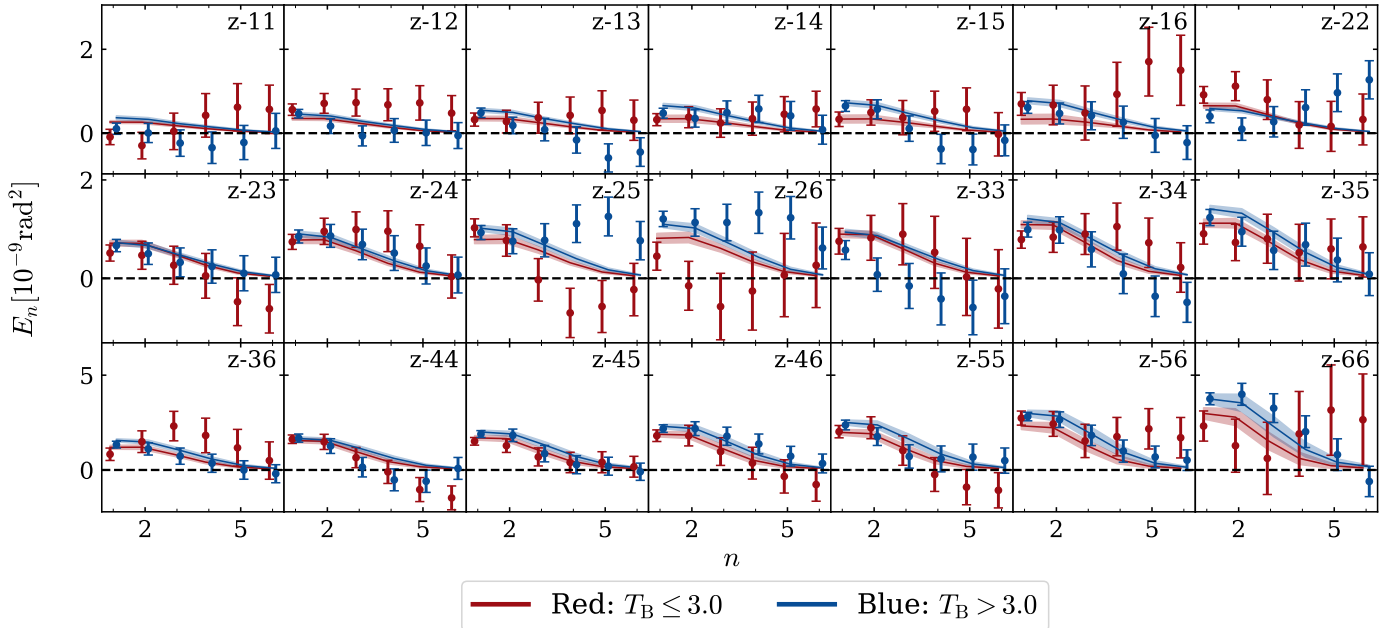 z-11 z-12 z-13 z-14 z-15 z-16 z-22
2
0
z-23 z-24 z-25 z-26 z-33 z-34 z-35
2
0
E_n [10^{-9} rad^2]
z-36 z-44 z-45 z-46 z-55 z-56 z-66
5
0
2 5 2 5 2 5 2 5 2 5 2 5 2 5
n
Red: T_B ≤ 3.0 Blue: T_B > 3.0